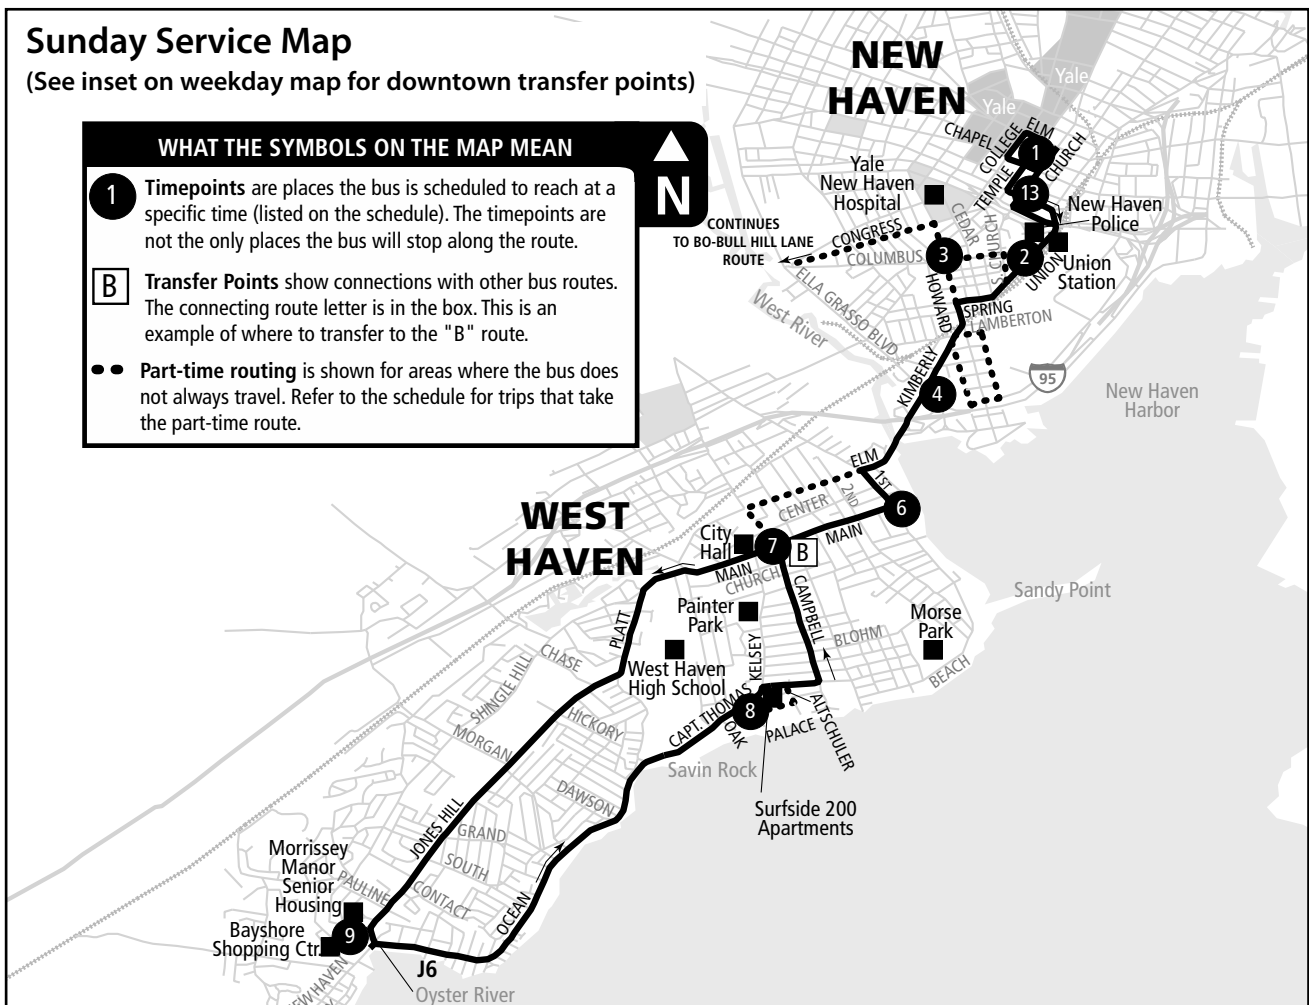 Sunday Service Map
(See inset on weekday map for downtown transfer points)
WHAT THE SYMBOLS ON THE MAP MEAN
1
Timepoints are places the bus is scheduled to reach at a
specific time (listed on the schedule). The timepoints are
not the only places the bus will stop along the route.
B
Transfer Points show connections with other bus routes.
The connecting route letter is in the box. This is an
example of where to transfer to the "B" route.
Part-time routing is shown for areas where the bus does
not always travel. Refer to the schedule for trips that take
the part-time route.
N
NEW
HAVEN
Yale
Yale
CHAPEL
COLLEGE
ELM
1
CHURCH
TEMPLE
13
Yale
New Haven
Hospital
New Haven
Police
CEDAR
S. CHURCH
CONTINUES
TO BO-BULL HILL LANE
ROUTE
CONGRESS
COLUMBUS
3
2
UNION
Union
Station
ELLA GRASSO BLVD
HOWARD
SPRING
LAMBERTON
West River
KIMBERLY
4
95
New Haven
Harbor
ELM
1ST
2ND
CENTER
6
WEST
HAVEN
City
Hall
7
B
MAIN
MAIN
CHURCH
CAMPBELL
Sandy Point
Painter
Park
Morse
Park
PLATT
KELSEY
BLOHM
BEACH
West Haven
High School
CHASE
SHINGLE HILL
CAPT. THOMAS
8
OAK
PALACE
ALTSCHULER
HICKORY
MORGAN
Savin Rock
DAWSON
Surfside 200
Apartments
JONES HILL
GRAND
SOUTH
CONTACT
PAULINE
Morrissey
Manor
Senior
Housing
Bayshore
Shopping Ctr.
9
OCEAN
J6
NEW HAVEN
Oyster River